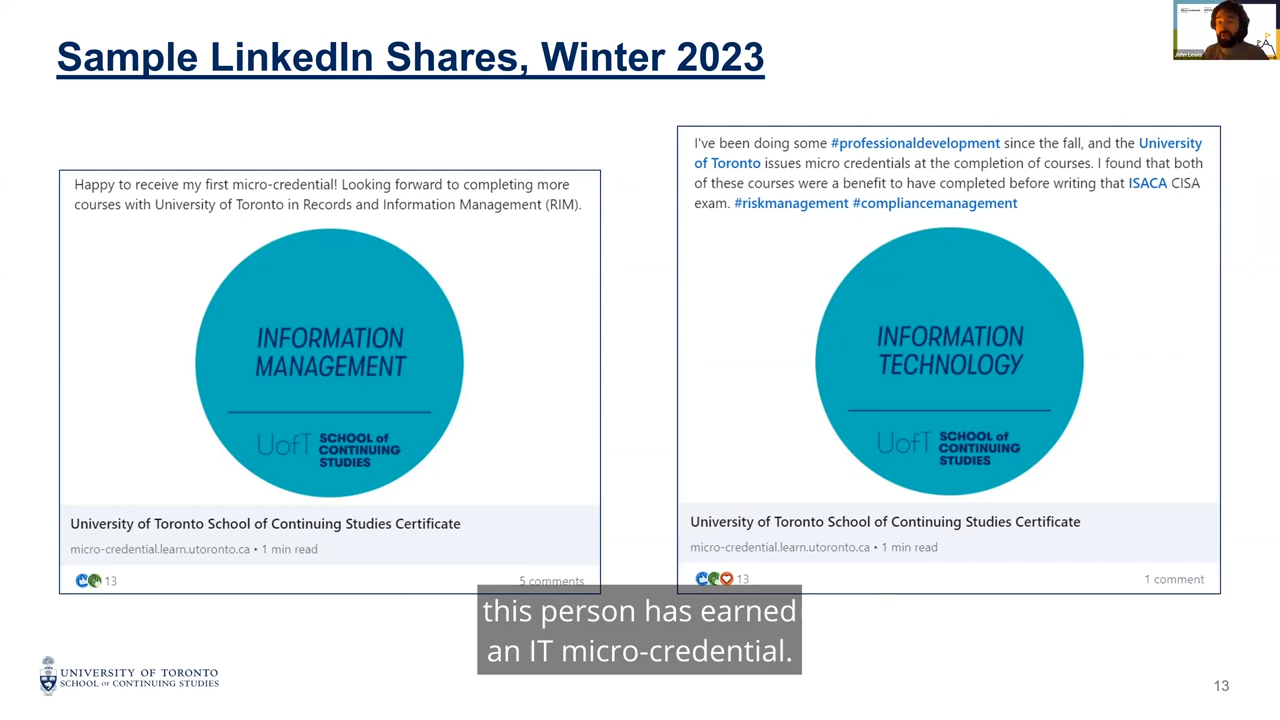 Sample LinkedIn Shares, Winter 2023
John Lewis
Happy to receive my first micro-credential! Looking forward to completing more
courses with University of Toronto in Records and Information Management (RIM).
INFORMATION
MANAGEMENT
UofT SCHOOL of
CONTINUING
STUDIES
University of Toronto School of Continuing Studies Certificate
micro-credential.learn.utoronto.ca • 1 min read
13
5 comments
I've been doing some #professionaldevelopment since the fall, and the University
of Toronto issues micro credentials at the completion of courses. I found that both
of these courses were a benefit to have completed before writing that ISACA CISA
exam. #riskmanagement #compliancemanagement
INFORMATION
TECHNOLOGY
UofT SCHOOL of
CONTINUING
STUDIES
University of Toronto School of Continuing Studies Certificate
micro-credential.learn.utoronto.ca • 1 min read
13
1 comment
this person has earned
an IT micro-credential.
UNIVERSITY OF TORONTO
SCHOOL OF CONTINUING STUDIES
13